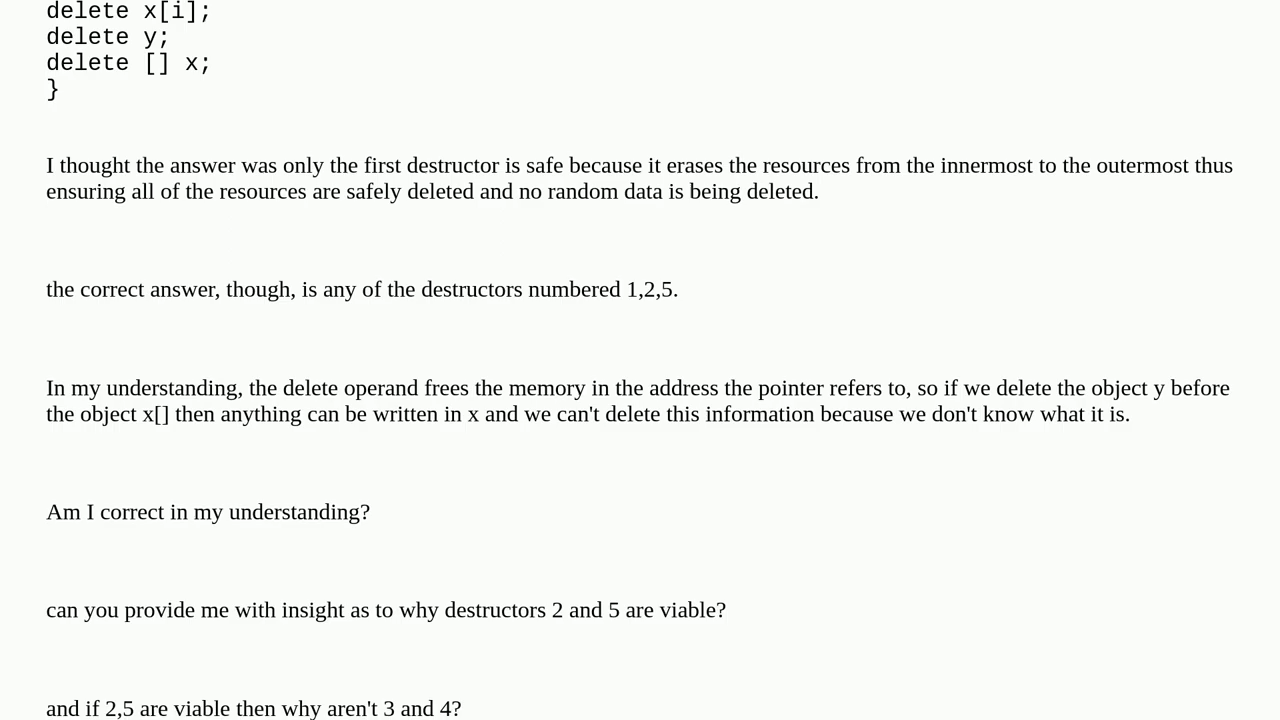 delete x[i];
delete y;
delete [] x;
}
I thought the answer was only the first destructor is safe because it erases the resources from the innermost to the outermost thus
ensuring all of the resources are safely deleted and no random data is being deleted.
the correct answer, though, is any of the destructors numbered 1,2,5.
In my understanding, the delete operand frees the memory in the address the pointer refers to, so if we delete the object y before
the object x[] then anything can be written in x and we can't delete this information because we don't know what it is.
Am I correct in my understanding?
can you provide me with insight as to why destructors 2 and 5 are viable?
and if 2,5 are viable then why aren't 3 and 4?